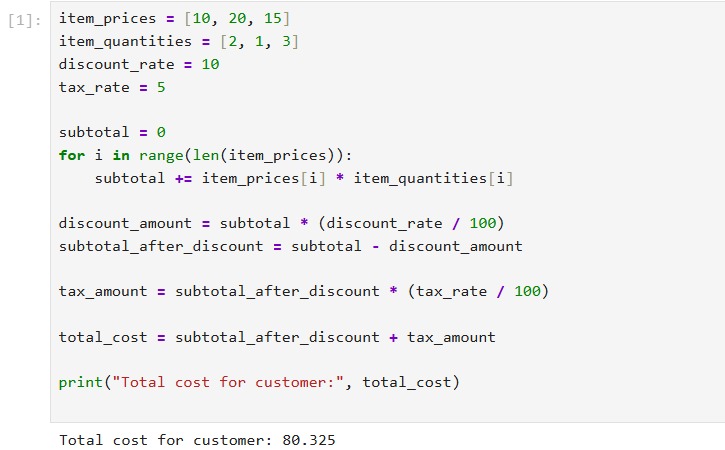 [1]: item_prices = [10, 20, 15]
item_quantities = [2, 1, 3]
discount_rate = 10
tax_rate = 5

subtotal = 0
for i in range(len(item_prices)):
    subtotal += item_prices[i] * item_quantities[i]

discount_amount = subtotal * (discount_rate / 100)
subtotal_after_discount = subtotal - discount_amount

tax_amount = subtotal_after_discount * (tax_rate / 100)

total_cost = subtotal_after_discount + tax_amount

print("Total cost for customer:", total_cost)

Total cost for customer: 80.325